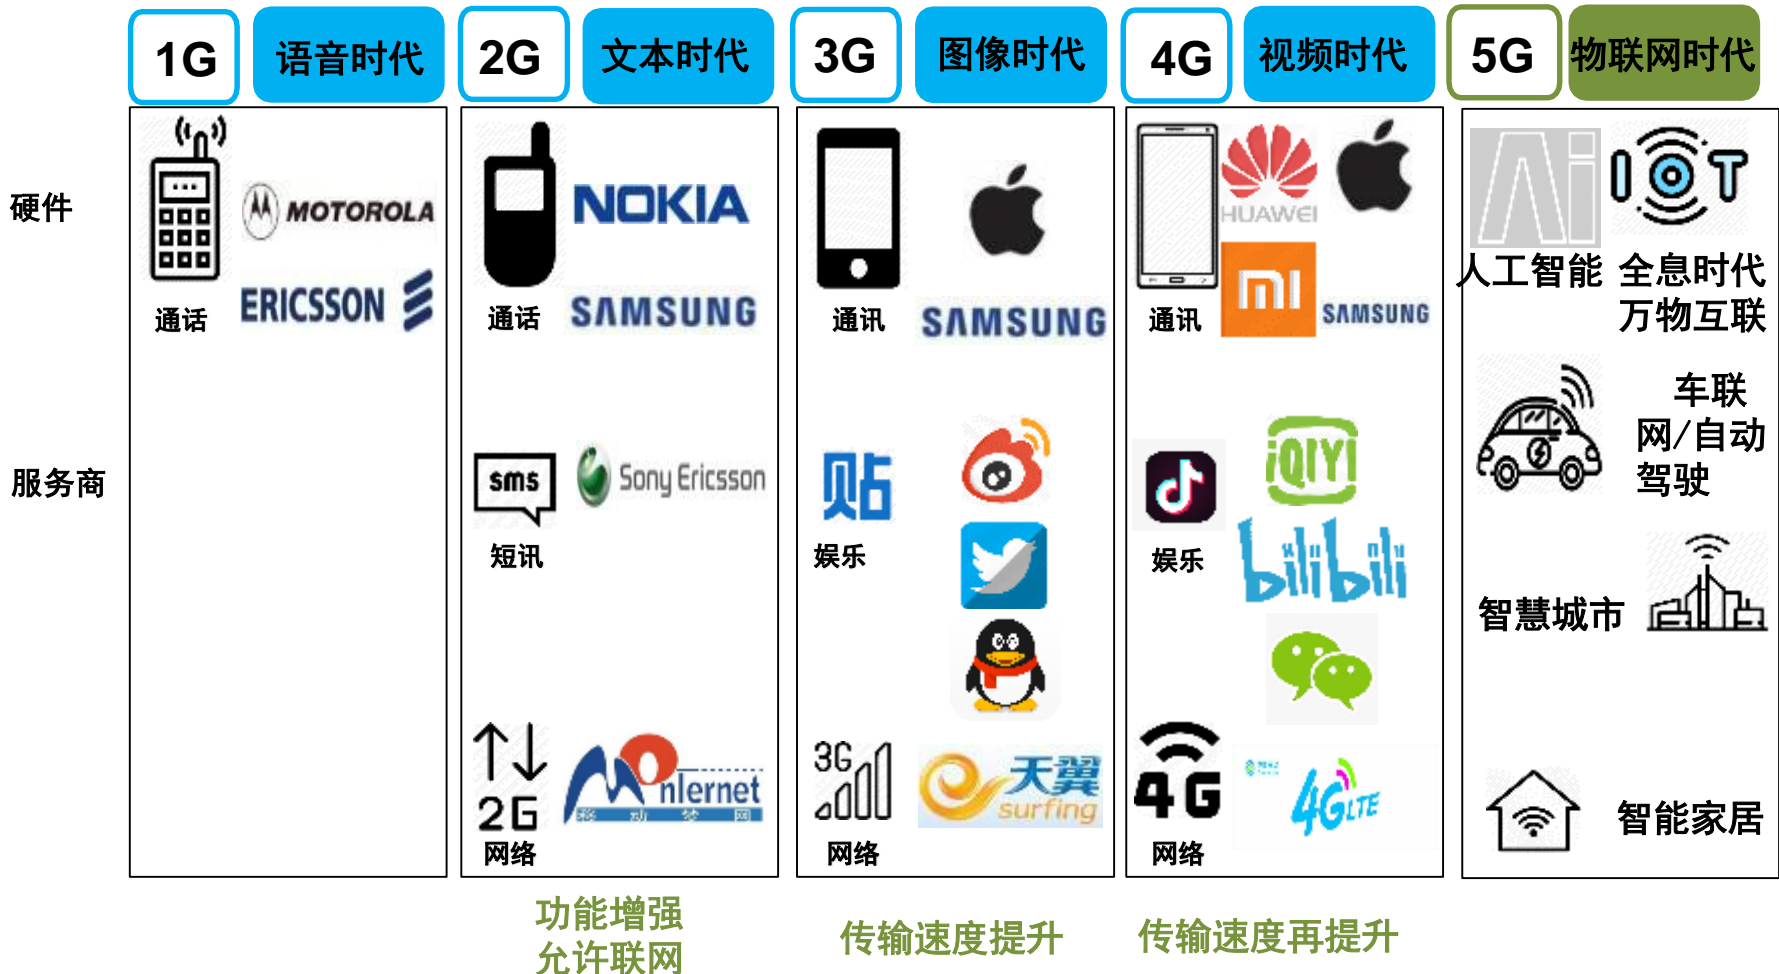 1G 语音时代
2G 文本时代
3G 图像时代
4G 视频时代
5G 物联网时代
硬件
服务商
MOTOROLA
ERICSSON
通话
NOKIA
SAMSUNG
通话
sms
Sony Ericsson
短讯
2G
nlernet
移动梦网
网络
功能增强
允许联网
SAMSUNG
通讯
贴
娱乐
3G
天翼
surfing
网络
传输速度提升
HUAWEI
mi
SAMSUNG
通讯
iQIYI
bilibili
娱乐
4G
4G LTE
网络
传输速度再提升
Ai
IOT
人工智能
全息时代
万物互联
车联
网/自动
驾驶
智慧城市
智能家居